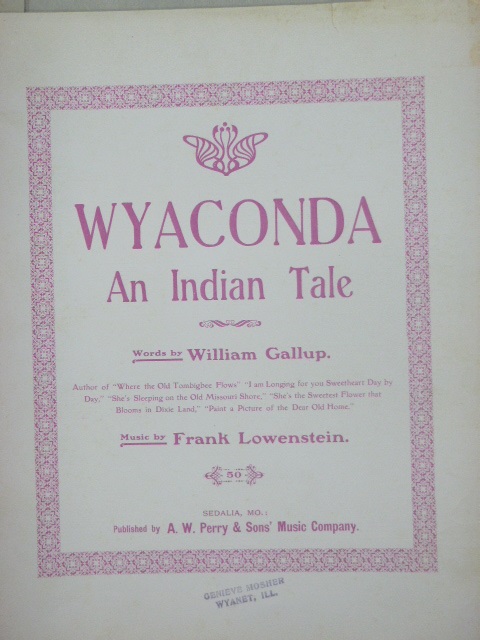 WYACONDA
An Indian Tale
Words by William Gallup.
Author of "Where the Old Tombigbee Flows" "I am Longing for you Sweetheart Day by
Day," "She's Sleeping on the Old Missouri Shore," "She's the Sweetest Flower that
Blooms in Dixie Land," "Paint a Picture of the Dear Old Home."
Music by Frank Lowenstein.
50
SEDALIA, MO.:
Published by A. W. Perry & Sons' Music Company.
GENIEVE MOSHER
WYANET, ILL.